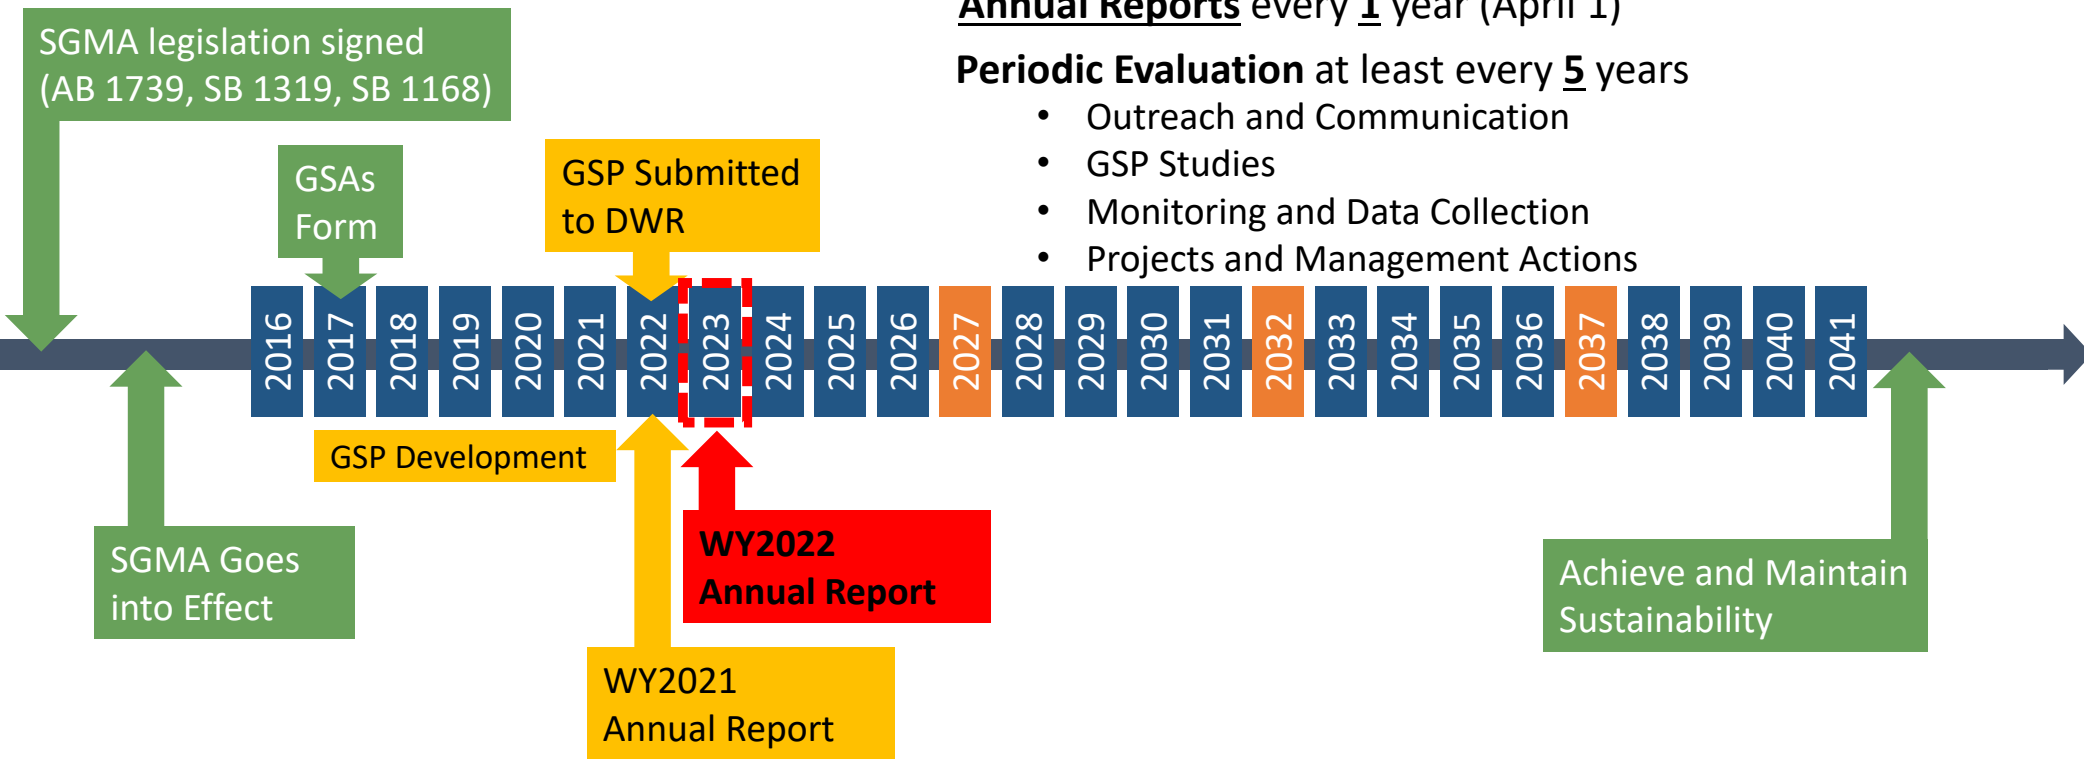 Annual Reports every 1 year (April 1)
SGMA legislation signed
(AB 1739, SB 1319, SB 1168)
Periodic Evaluation at least every 5 years
• Outreach and Communication
• GSP Studies
• Monitoring and Data Collection
• Projects and Management Actions
GSAs
Form
GSP Submitted
to DWR
2016
2017
2018
2019
2020
2021
2022
2023
2024
2025
2026
2027
2028
2029
2030
2031
2032
2033
2034
2035
2036
2037
2038
2039
2040
2041
GSP Development
SGMA Goes
into Effect
WY2022
Annual Report
Achieve and Maintain
Sustainability
WY2021
Annual Report